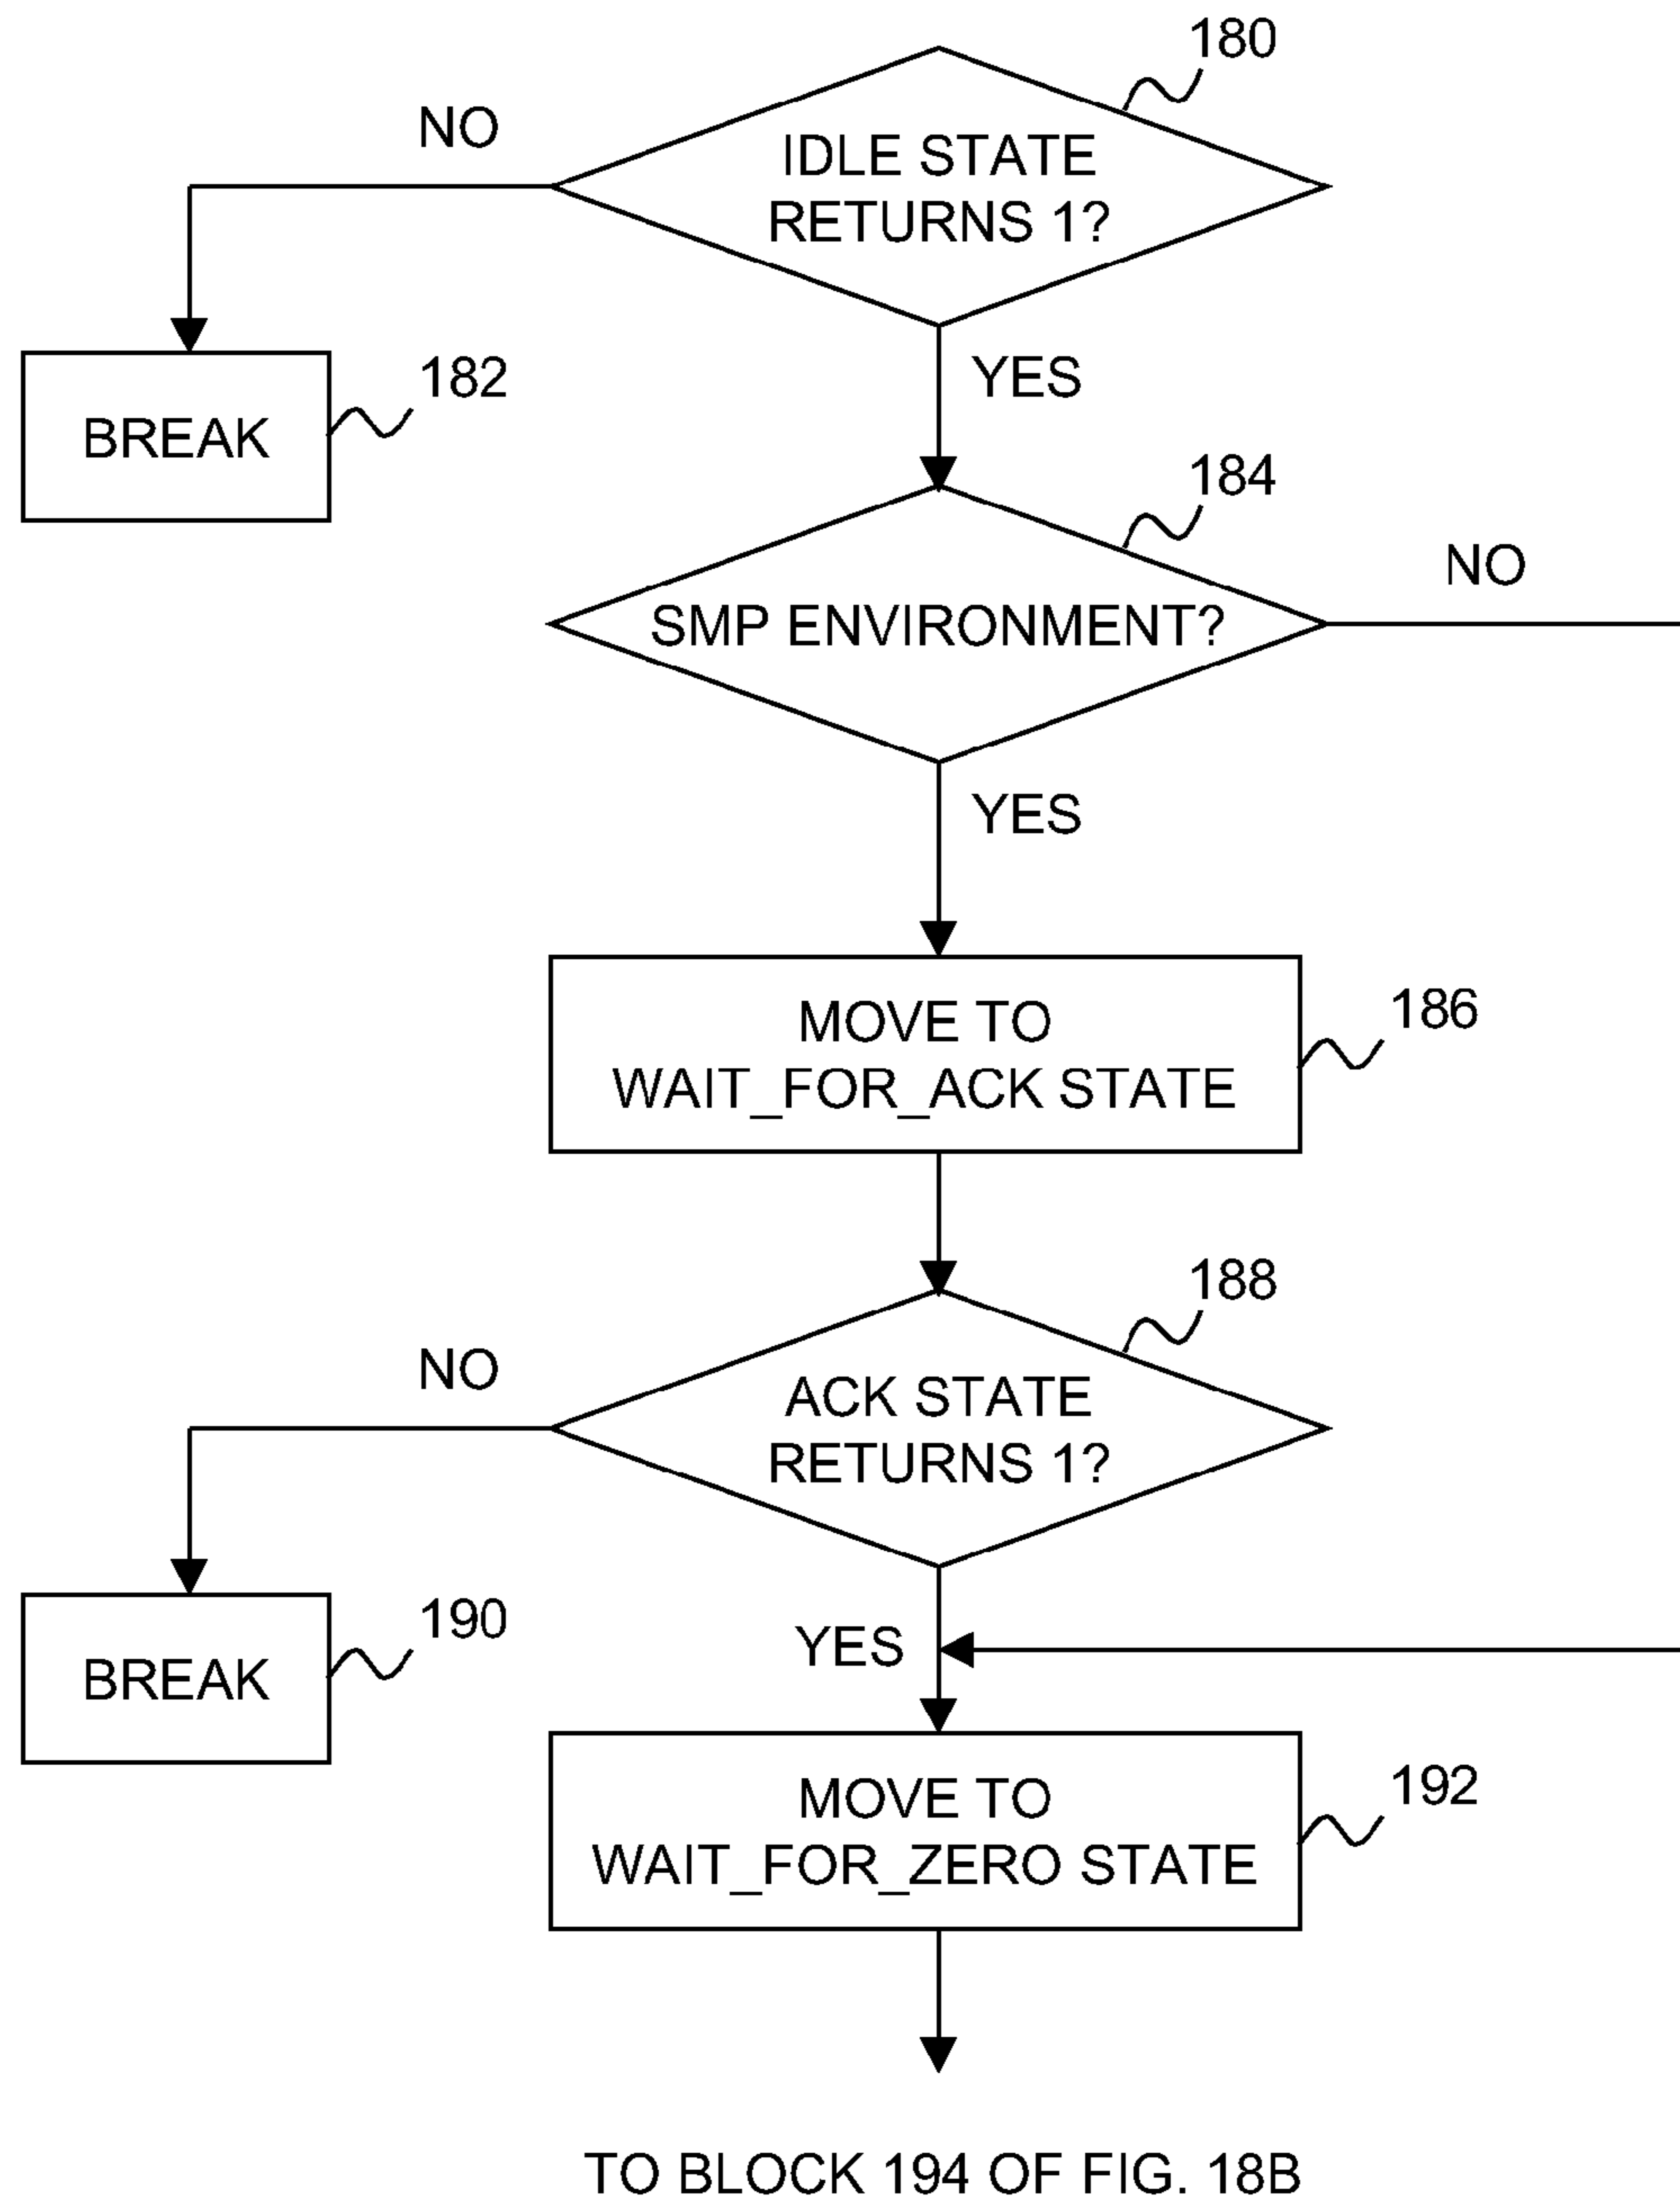 180
NO
IDLE STATE
RETURNS 1?
182
YES
BREAK
184
NO
SMP ENVIRONMENT?
YES
186
MOVE TO
WAIT_FOR_ACK STATE
188
NO
ACK STATE
RETURNS 1?
190
YES
BREAK
192
MOVE TO
WAIT_FOR_ZERO STATE
TO BLOCK 194 OF FIG. 18B